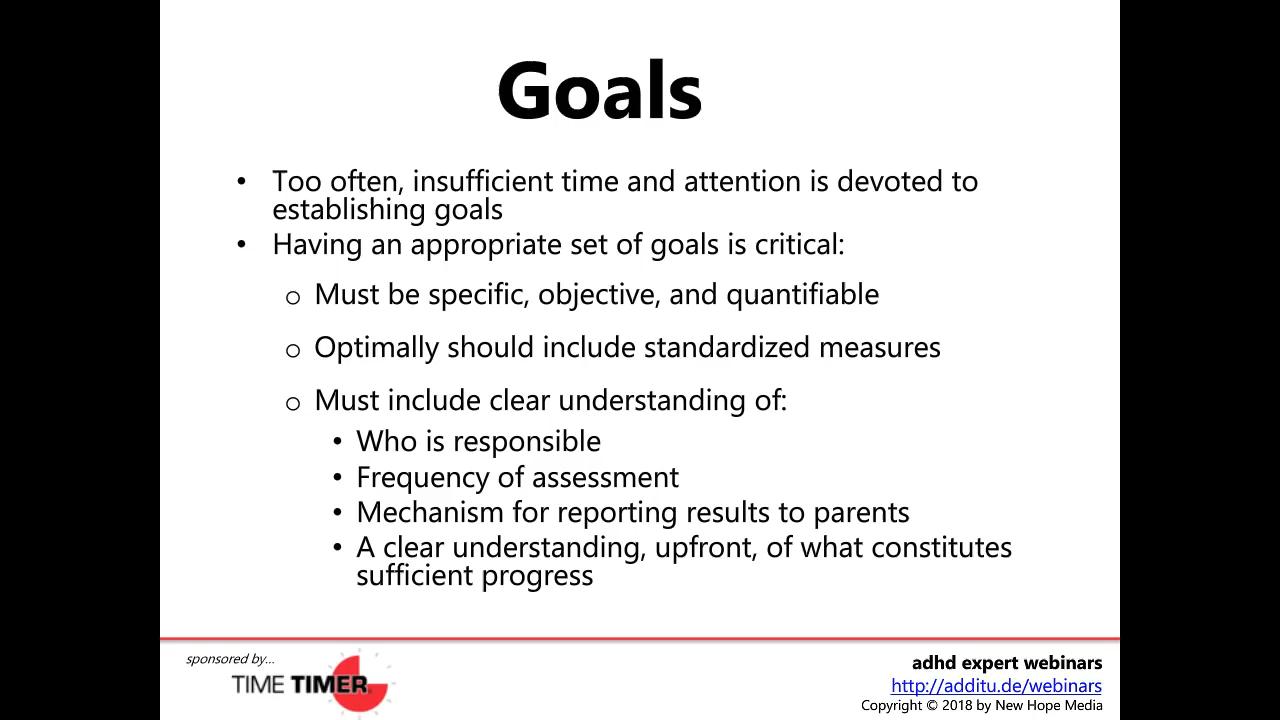 Goals
• Too often, insufficient time and attention is devoted to
establishing goals
• Having an appropriate set of goals is critical:
o Must be specific, objective, and quantifiable
o Optimally should include standardized measures
o Must include clear understanding of:
• Who is responsible
• Frequency of assessment
• Mechanism for reporting results to parents
• A clear understanding, upfront, of what constitutes
sufficient progress
sponsored by...
TIME TIMER
adhd expert webinars
http://additu.de/webinars
Copyright © 2018 by New Hope Media